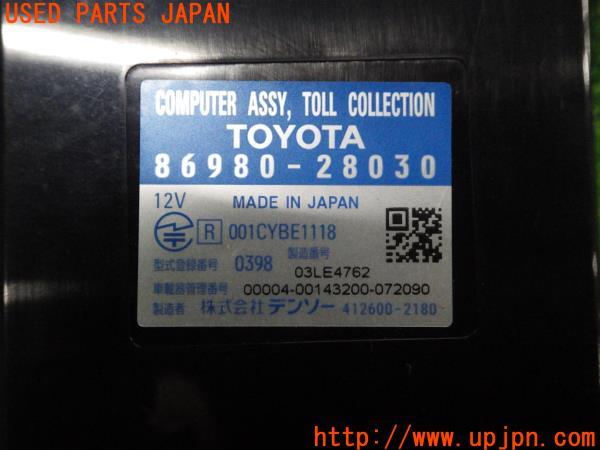 USED PARTS JAPAN
COMPUTER ASSY, TOLL COLLECTION
TOYOTA
86980-28030
12V MADE IN JAPAN
R 001CYBE1118
型式登録番号 0398 製造番号 03LE4762
車載器管理番号 00004-00143200-072090
製造者 株式会社 デンソー 412600-2180
http://www.upjpn.com/